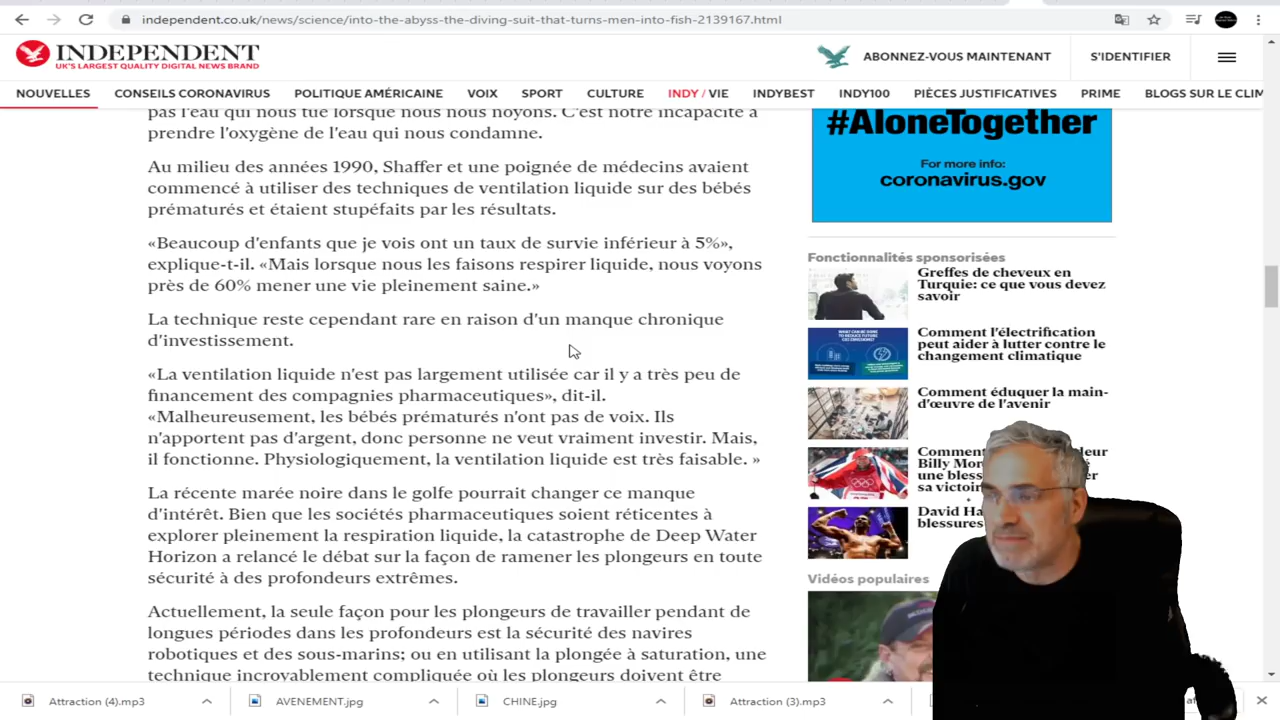 independent.co.uk/news/science/into-the-abyss-the-diving-suit-that-turns-men-into-fish-2139167.html
INDEPENDENT
UK'S LARGEST QUALITY DIGITAL NEWS BRAND
ABONNEZ-VOUS MAINTENANT
S'IDENTIFIER
NOUVELLES CONSEILS CORONAVIRUS POLITIQUE AMÉRICAINE VOIX SPORT CULTURE INDY / VIE INDYBEST INDY100 PIÈCES JUSTIFICATIVES PRIME BLOGS SUR LE CLIM
pas l'eau qui nous tue lorsque nous nous noyons. C'est notre incapacité à
prendre l'oxygène de l'eau qui nous condamne.
Au milieu des années 1990, Shaffer et une poignée de médecins avaient
commencé à utiliser des techniques de ventilation liquide sur des bébés
prématurés et étaient stupéfaits par les résultats.
«Beaucoup d'enfants que je vois ont un taux de survie inférieur à 5%»,
explique-t-il. «Mais lorsque nous les faisons respirer liquide, nous voyons
près de 60% mener une vie pleinement saine.»
La technique reste cependant rare en raison d'un manque chronique
d'investissement.
«La ventilation liquide n'est pas largement utilisée car il y a très peu de
financement des compagnies pharmaceutiques», dit-il.
«Malheureusement, les bébés prématurés n'ont pas de voix. Ils
n'apportent pas d'argent, donc personne ne veut vraiment investir. Mais,
il fonctionne. Physiologiquement, la ventilation liquide est très faisable. »
La récente marée noire dans le golfe pourrait changer ce manque
d'intérêt. Bien que les sociétés pharmaceutiques soient réticentes à
explorer pleinement la respiration liquide, la catastrophe de Deep Water
Horizon a relancé le débat sur la façon de ramener les plongeurs en toute
sécurité à des profondeurs extrêmes.
Actuellement, la seule façon pour les plongeurs de travailler pendant de
longues périodes dans les profondeurs est la sécurité des navires
robotiques et des sous-marins; ou en utilisant la plongée à saturation, une
technique incroyablement compliquée où les plongeurs doivent être
#AloneTogether
For more info:
coronavirus.gov
Fonctionnalités sponsorisées
Greffes de cheveux en
Turquie: ce que vous devez
savoir
Comment l'électrification
peut aider à lutter contre le
changement climatique
Comment éduquer la main-
d'œuvre de l'avenir
Billy
une bless
sa victoi
David Ha
blessures
Vidéos populaires
Attraction (4).mp3
AVENEMENT.jpg
CHINE.jpg
Attraction (3).mp3